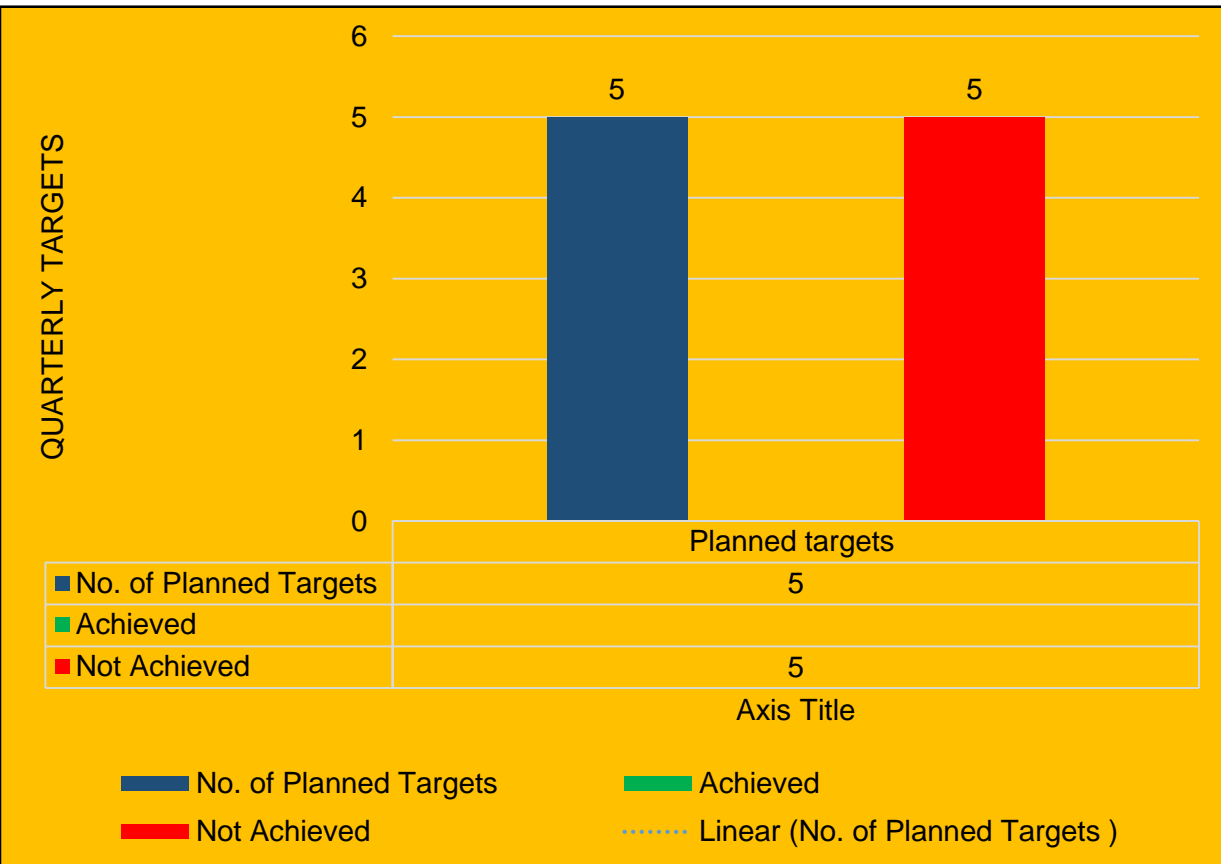 6
5 5
5
4
3
2
1
0
QUARTERLY TARGETS
Planned targets
No. of Planned Targets 5
Achieved
Not Achieved 5
Axis Title
No. of Planned Targets Achieved
Not Achieved Linear (No. of Planned Targets )